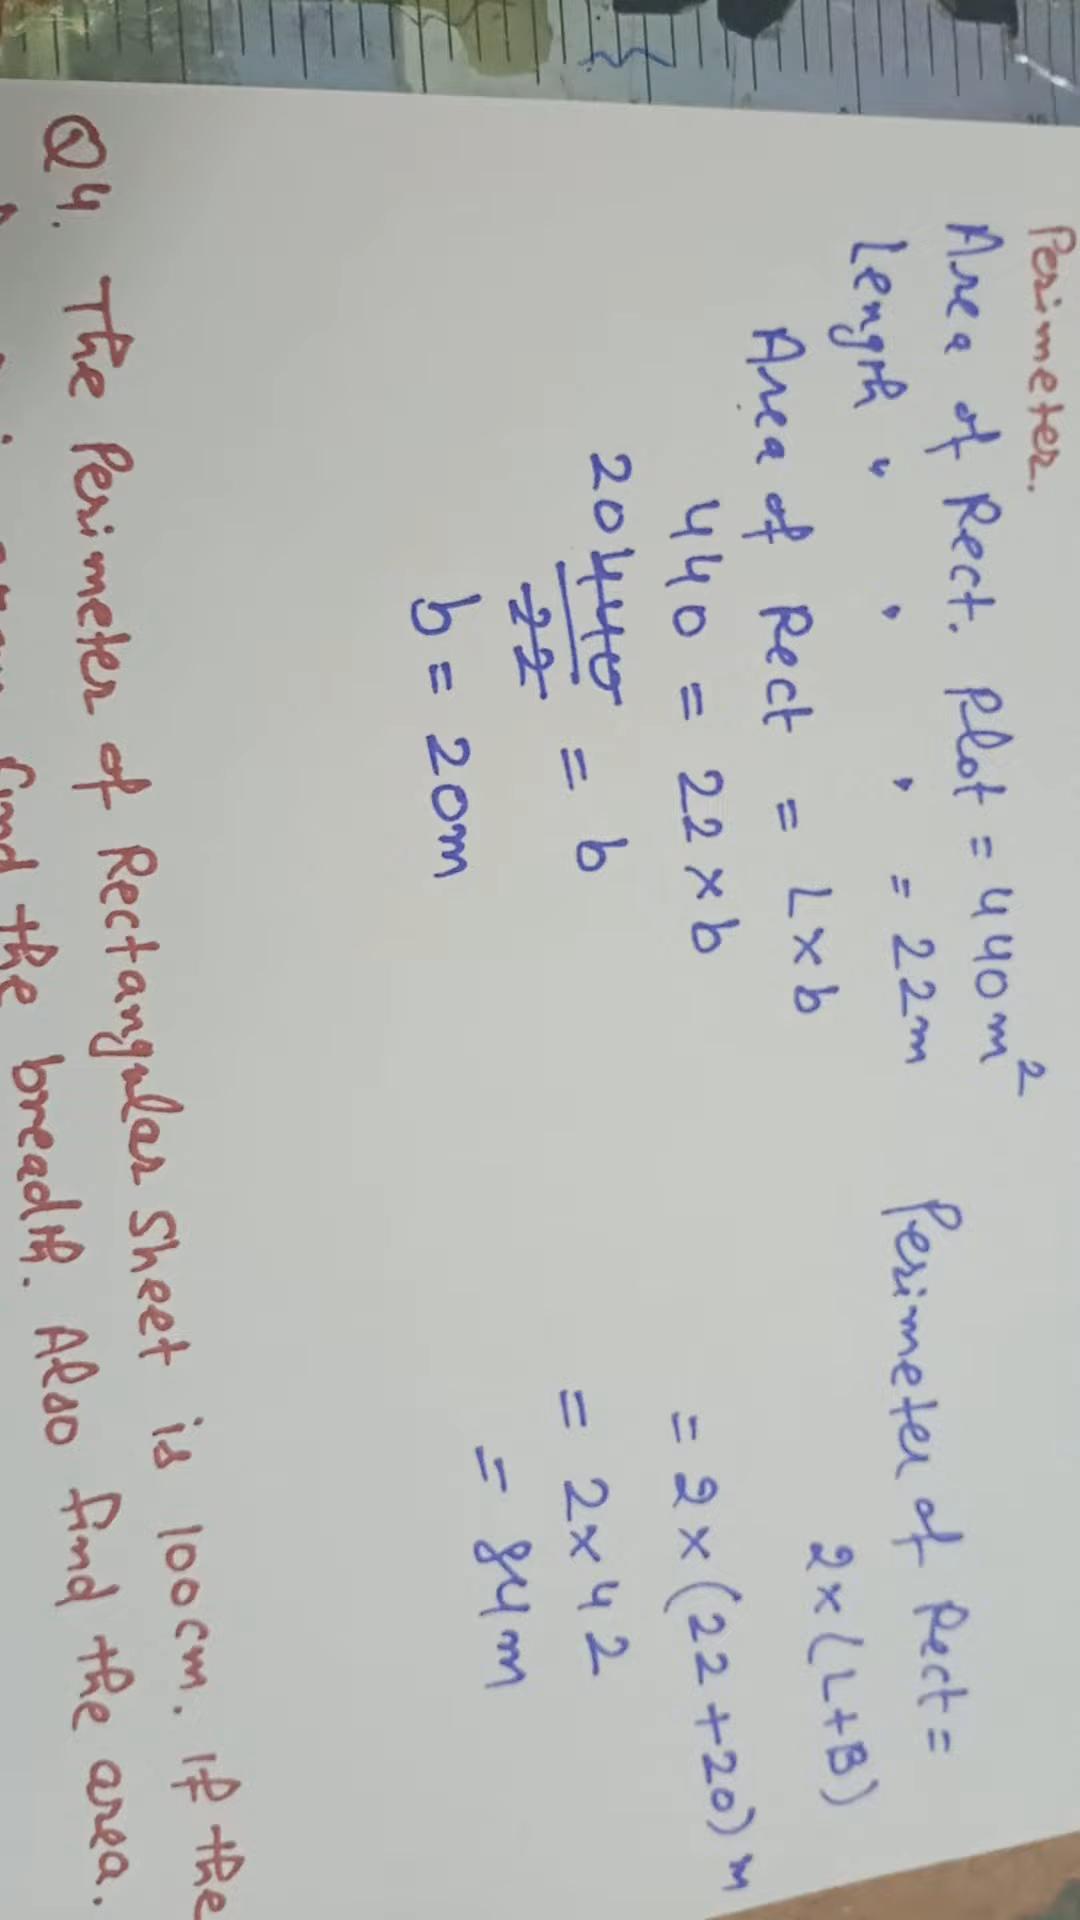 Perimeter.
Area of Rect. Plot = 440m²
Length " " " = 22m
Area of Rect = L×b
440 = 22×b
20 440/22 = b
b = 20m
Perimeter of Rect =
2×(L+B)
= 2×(22+20)m
= 2×42
= 84m
Q4. The Perimeter of Rectangular Sheet is 100cm. If the
find the breadth. Also find the area.